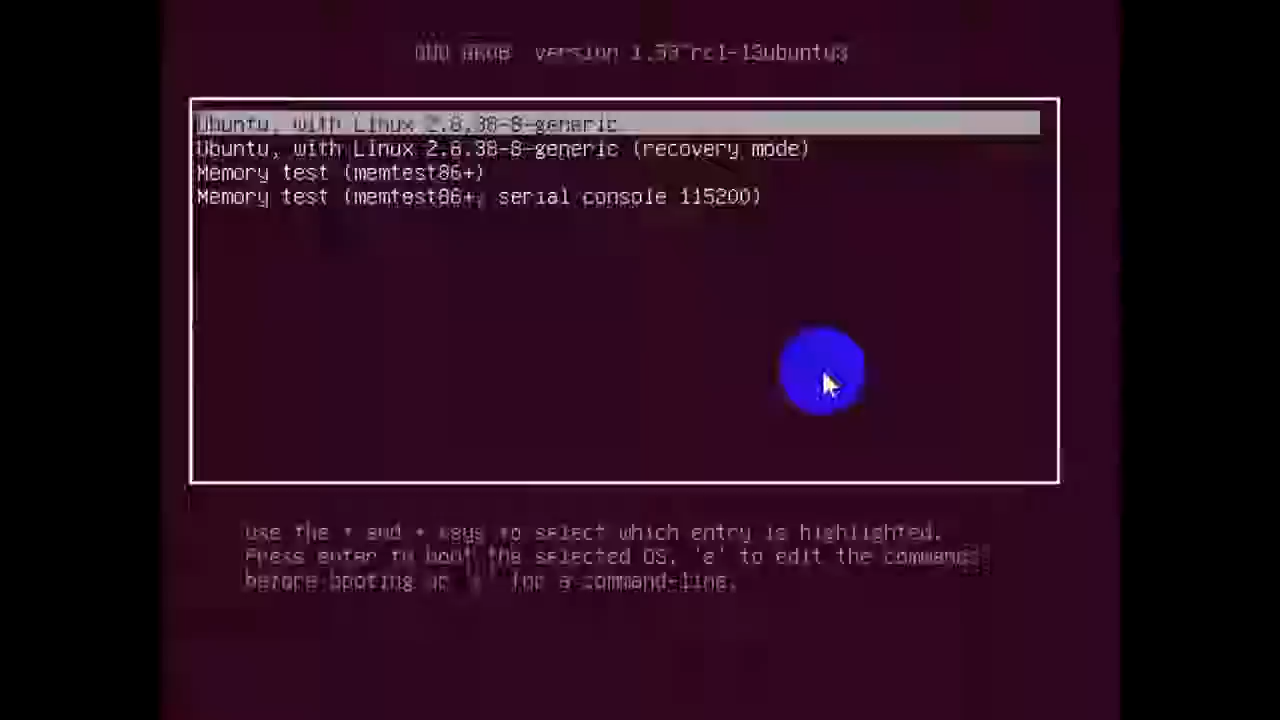 GNU GRUB version 1.99~rc1-13ubuntu3
Ubuntu, with Linux 2.6.38-8-generic
Ubuntu, with Linux 2.6.38-8-generic (recovery mode)
Memory test (memtest86+)
Memory test (memtest86+, serial console 115200)
Use the and keys to select which entry is highlighted.
Press enter to boot the selected OS, 'e' to edit the commands
before booting or for a command-line.